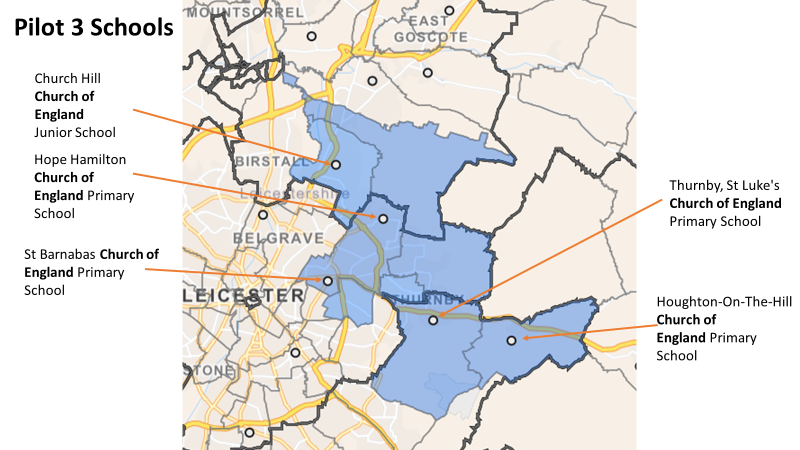 Pilot 3 Schools
MOUNTSORREL
EAST
GOSCOTE
Church Hill
Church of
England
Junior School
Hope Hamilton
Church of
England Primary
School
BIRSTALL
Leicestershire
Thurnby, St Luke's
Church of England
Primary School
BELGRAVE
St Barnabas Church of
England Primary
School
LEICESTER
THURNBY
Houghton-On-The-Hill
Church of
England Primary
School
STONE